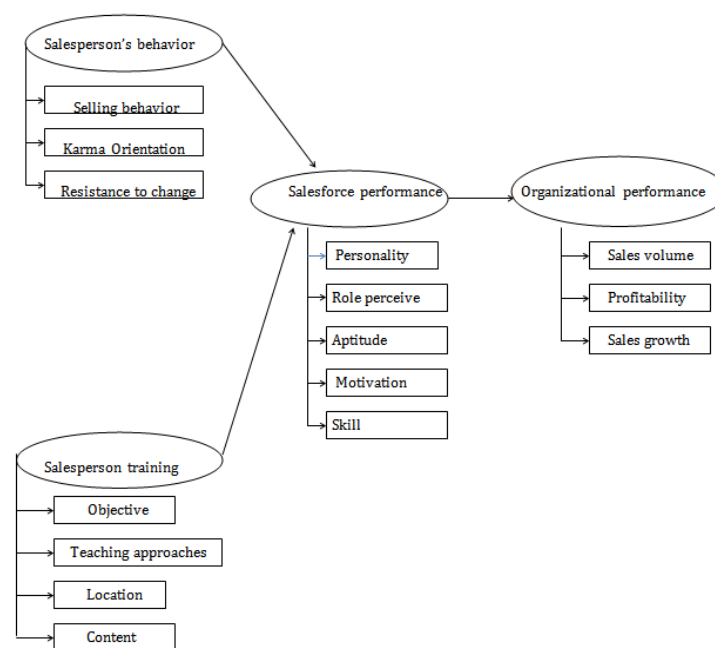 Salesperson's behavior
Selling behavior
Karma Orientation
Resistance to change
Salesforce performance
Personality
Role perceive
Aptitude
Motivation
Skill
Organizational performance
Sales volume
Profitability
Sales growth
Salesperson training
Objective
Teaching approaches
Location
Content